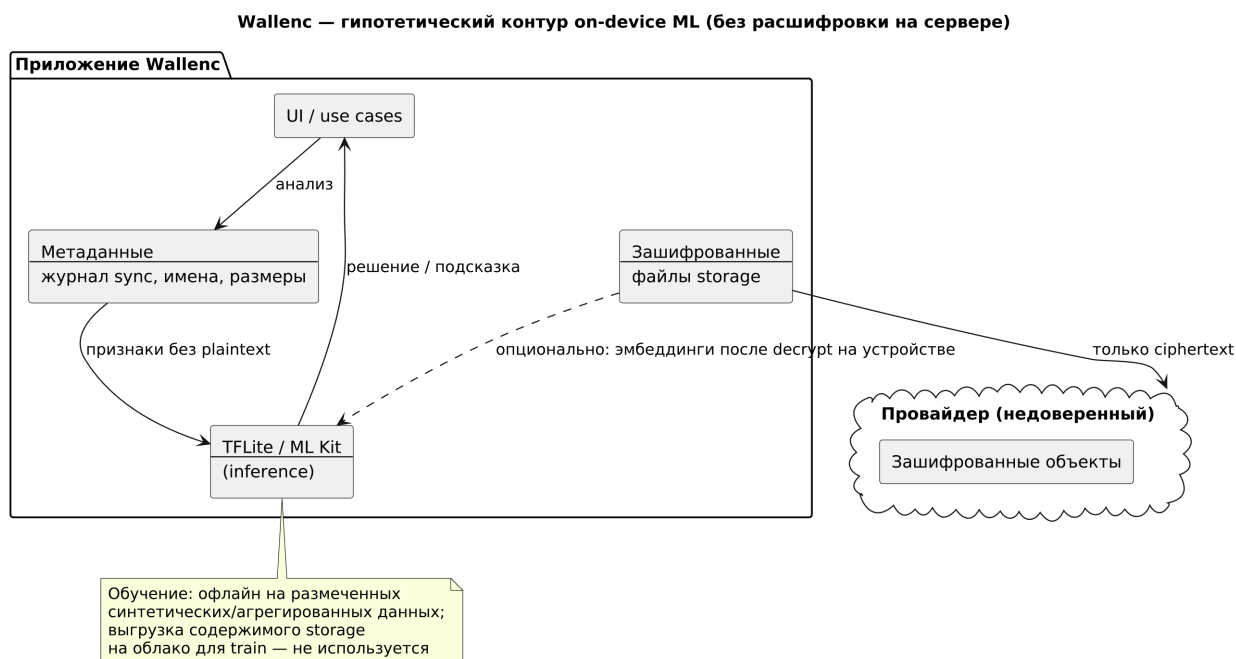 Wallenc — гипотетический контур on-device ML (без расшифровки на сервере)
Приложение Wallenc
UI / use cases
анализ
Метаданные
журнал sync, имена, размеры
Зашифрованные
файлы storage
решение / подсказка
признаки без plaintext
опционально: эмбеддинги после decrypt на устройстве
только ciphertext
Провайдер (недоверенный)
Зашифрованные объекты
TFLite / ML Kit
(inference)
Обучение: офлайн на размеченных
синтетических/агрегированных данных;
выгрузка содержимого storage
на облако для train — не используется